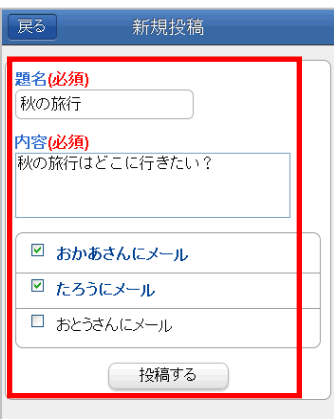 戻る 新規投稿
題名(必須)
秋の旅行
内容(必須)
秋の旅行はどこに行きたい？
おかあさんにメール
たろうにメール
おとうさんにメール
投稿する